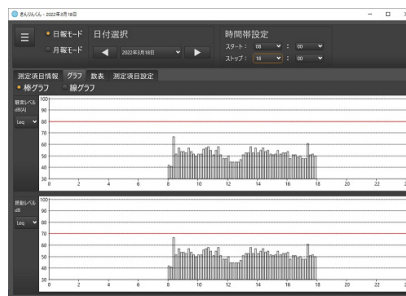 きんりんくん - 2022年3月18日
日報モード
月報モード
日付選択
2022年3月18日
時間帯設定
スタート: 08 : 00
ストップ: 18 : 00
測定項目情報 グラフ 数表 測定項目設定
棒グラフ 線グラフ
騒音レベル
dB(A)
Leq
100
90
80
70
60
50
40
30
0 2 4 6 8 10 12 14 16 18 20 22
振動レベル
dB
Leq
100
90
80
70
60
50
40
30
0 2 4 6 8 10 12 14 16 18 20 22